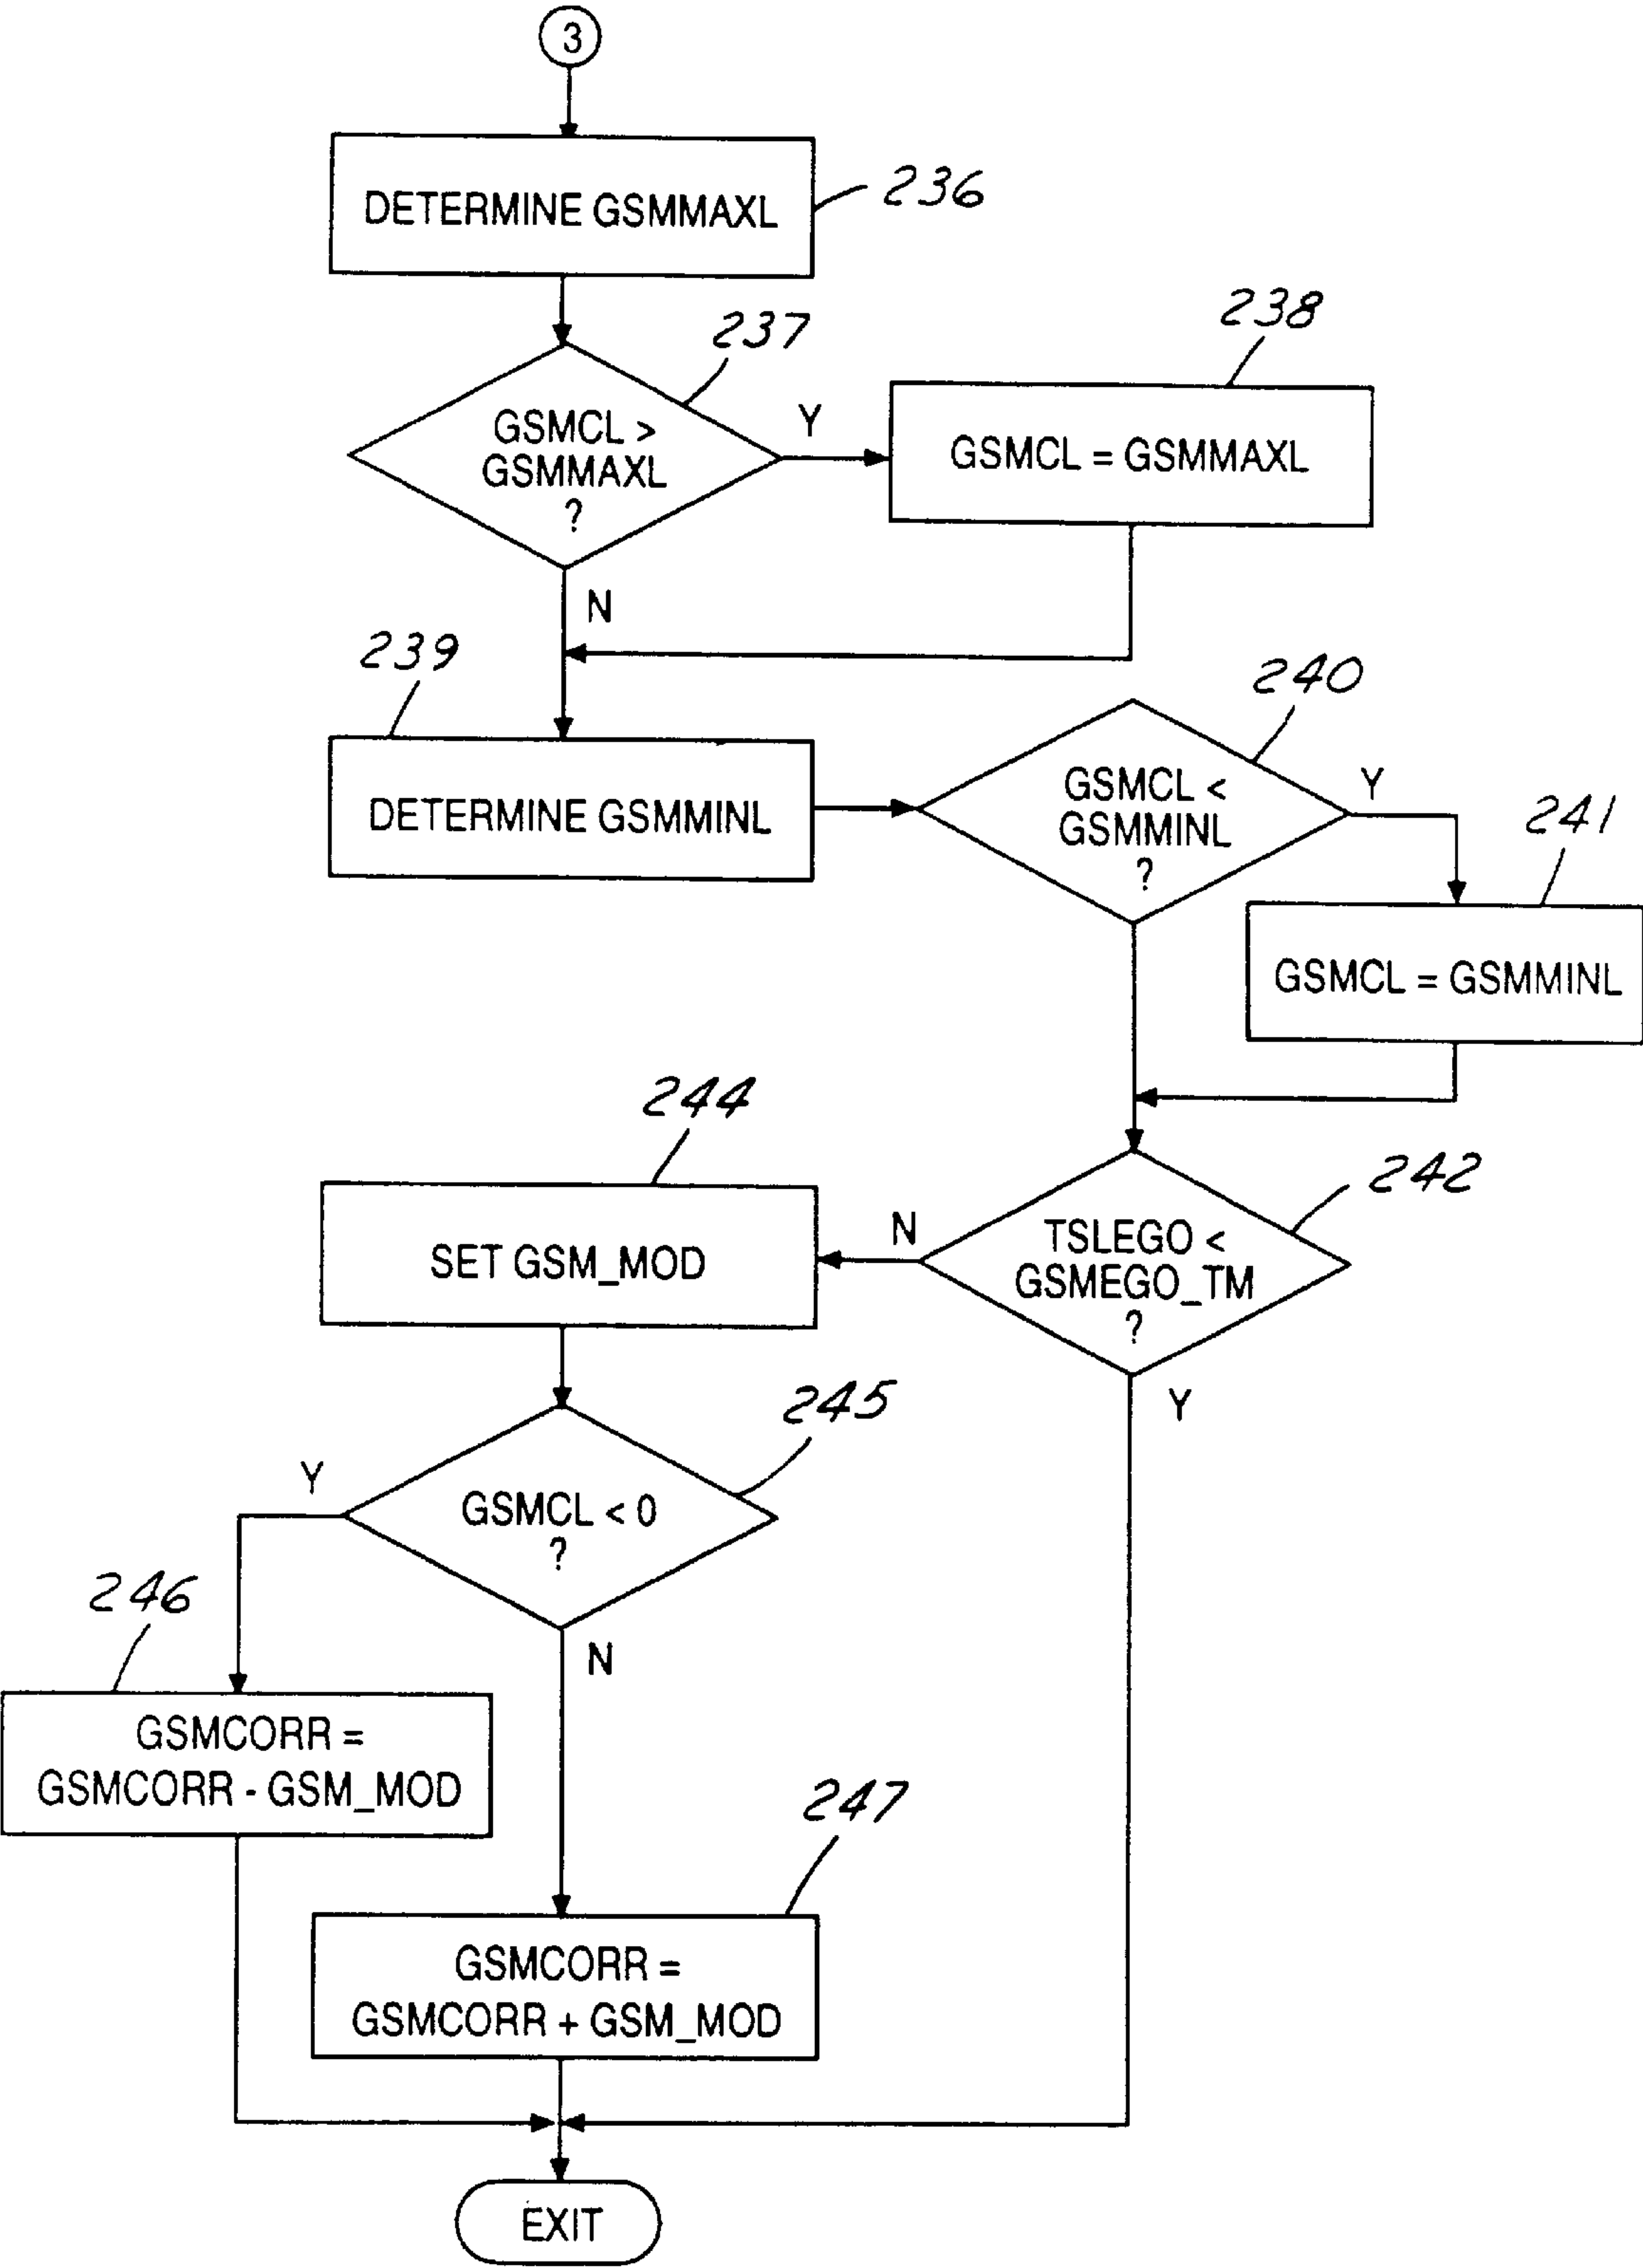 3
DETERMINE GSMMAXL
236
237
238
GSMCL >
GSMMAXL
?
Y
GSMCL = GSMMAXL
N
239
240
DETERMINE GSMMINL
GSMCL <
GSMMINL
?
Y
241
GSMCL = GSMMINL
244
242
SET GSM_MOD
N
TSLEGO <
GSMEGO_TM
?
Y
245
Y
GSMCL < 0
?
246
N
GSMCORR =
GSMCORR - GSM_MOD
247
GSMCORR =
GSMCORR + GSM_MOD
EXIT